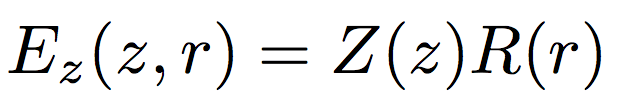 E_z(z, r) = Z(z)R(r)